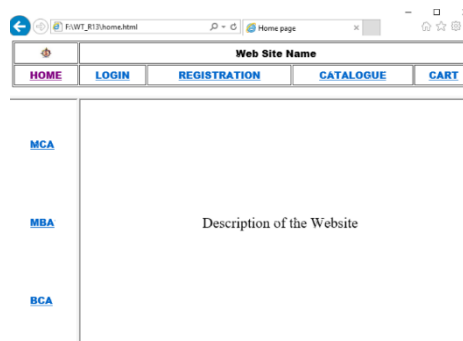 F:\WT_R13\home.html
Home page
Web Site Name
HOME LOGIN REGISTRATION CATALOGUE CART
MCA
MBA
Description of the Website
BCA